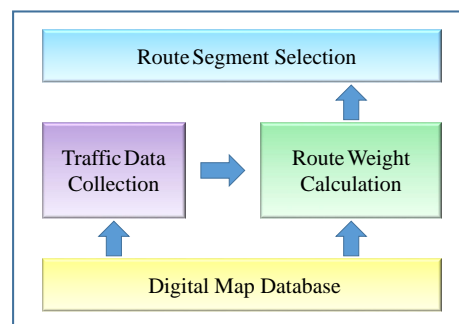 Route Segment Selection
Traffic Data
Collection
Route Weight
Calculation
Digital Map Database